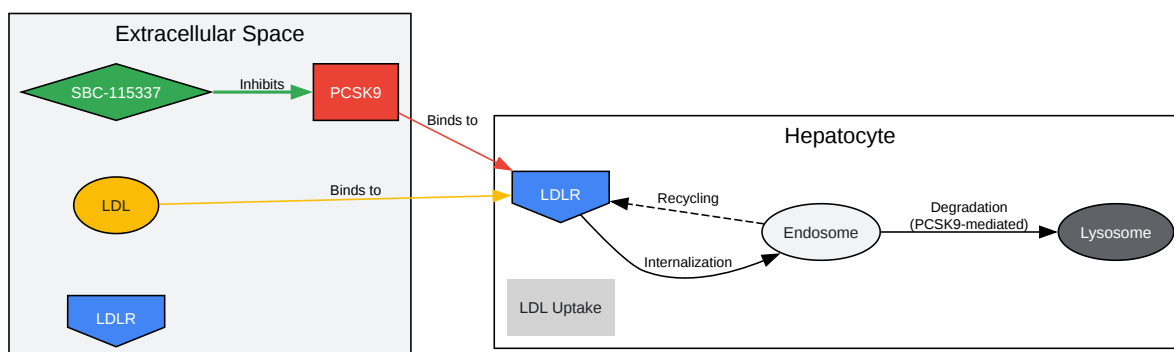 Extracellular Space
SBC-115337
Inhibits
PCSK9
Binds to
LDL
Binds to
LDLR
Hepatocyte
LDLR
Recycling
Internalization
Endosome
Degradation
(PCSK9-mediated)
Lysosome
LDL Uptake